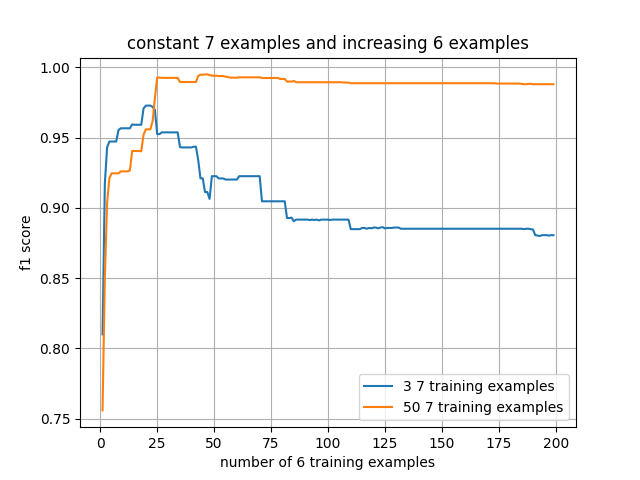 constant 7 examples and increasing 6 examples
1.00
0.95
0.90
0.85
0.80
0.75
f1 score
3 7 training examples
50 7 training examples
0 25 50 75 100 125 150 175 200
number of 6 training examples